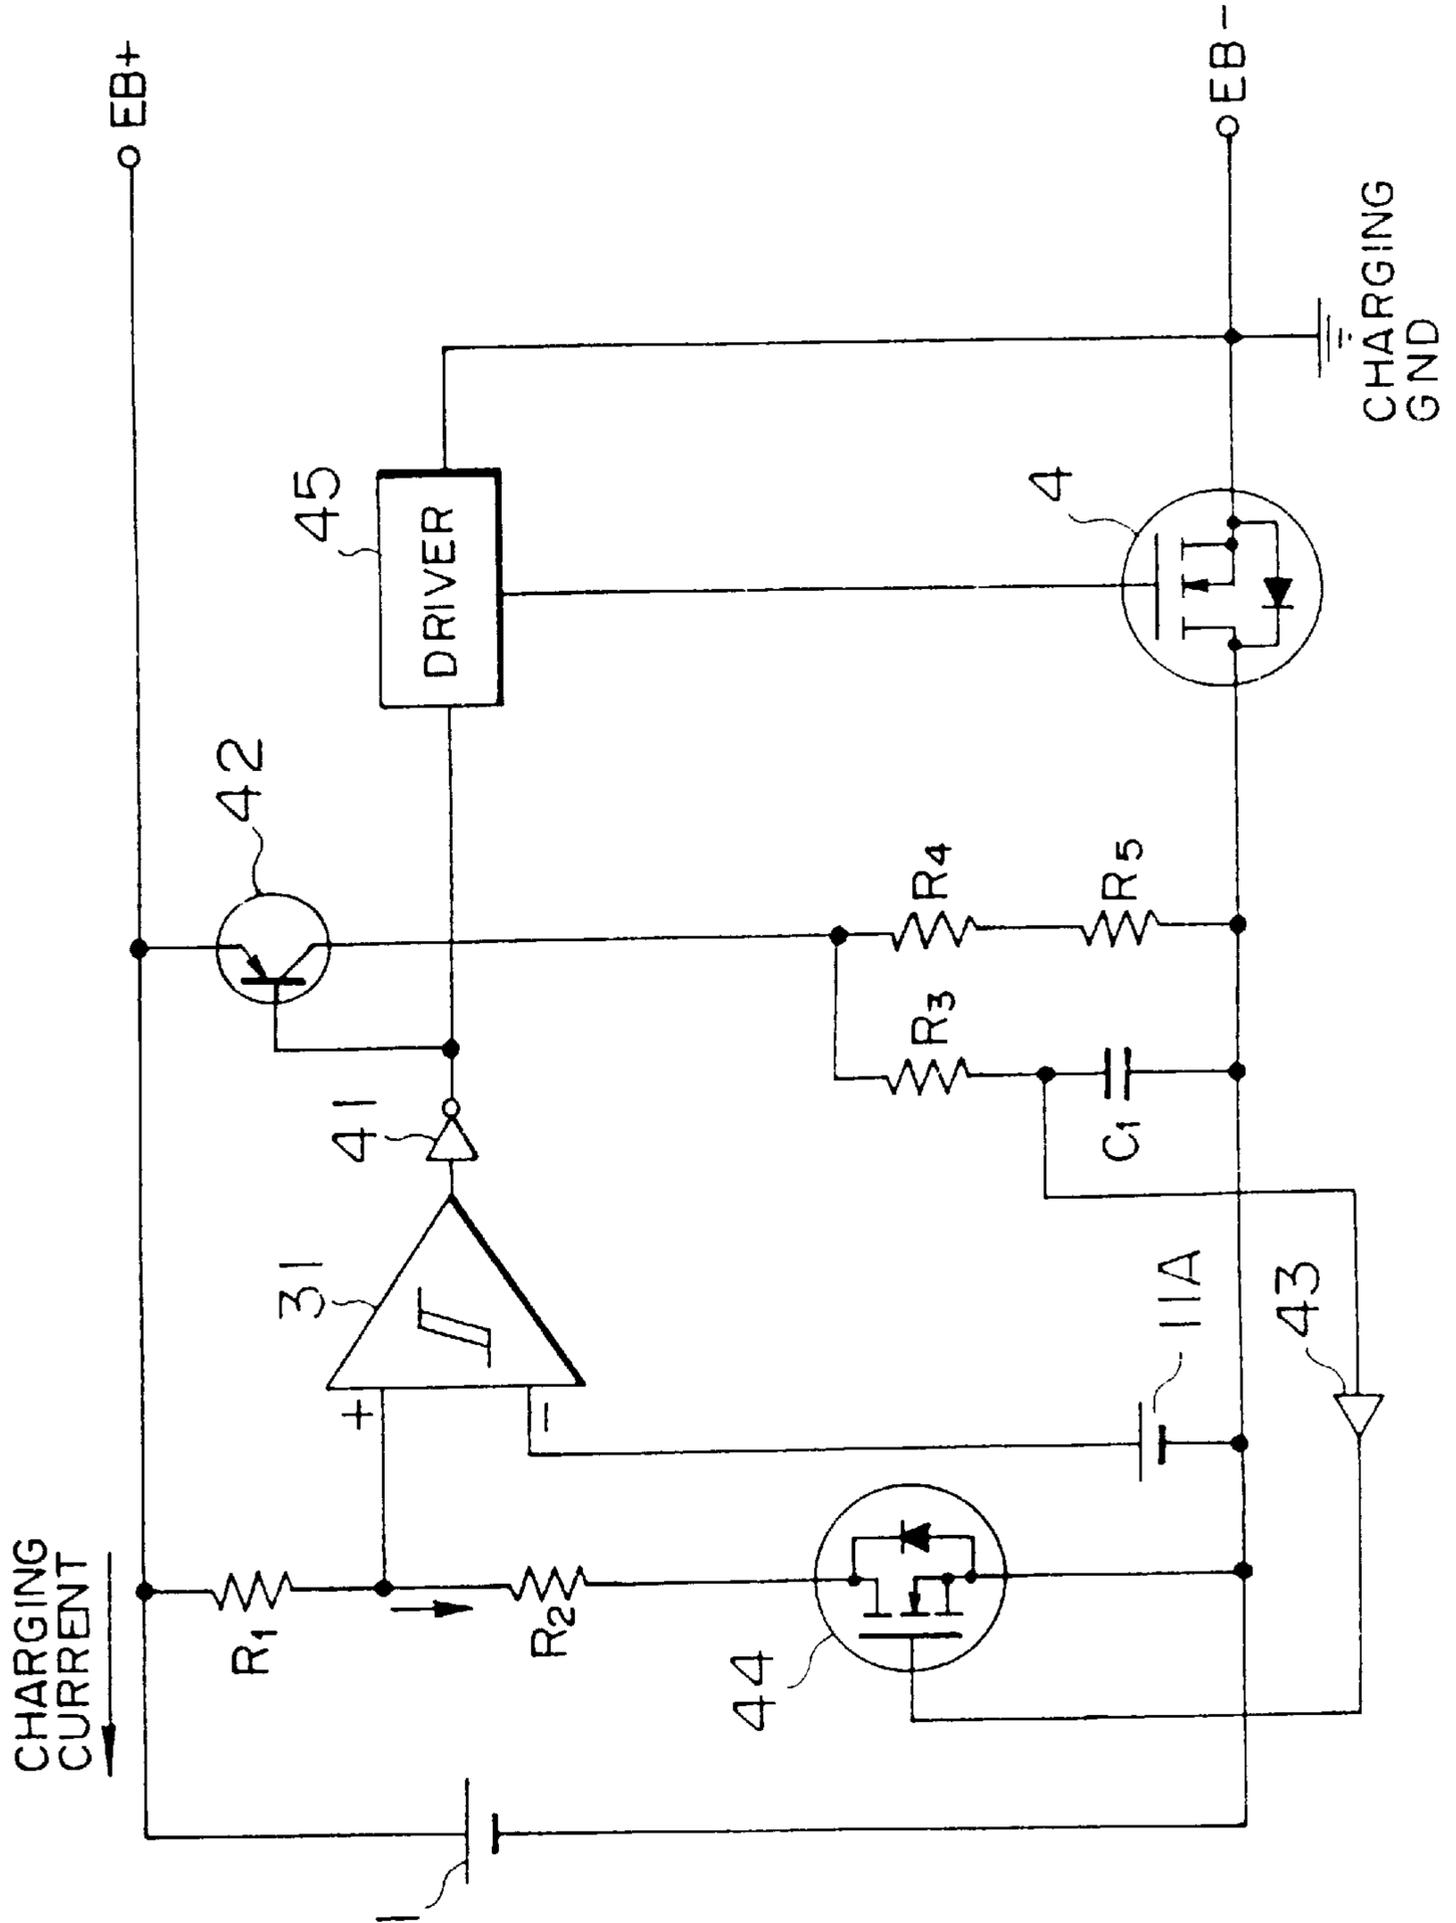 EB+
EB-
CHARGING
GND
45
DRIVER
4
42
R4
R5
R3
C1
41
31
+
-
11A
43
CHARGING
CURRENT
R1
R2
44
1